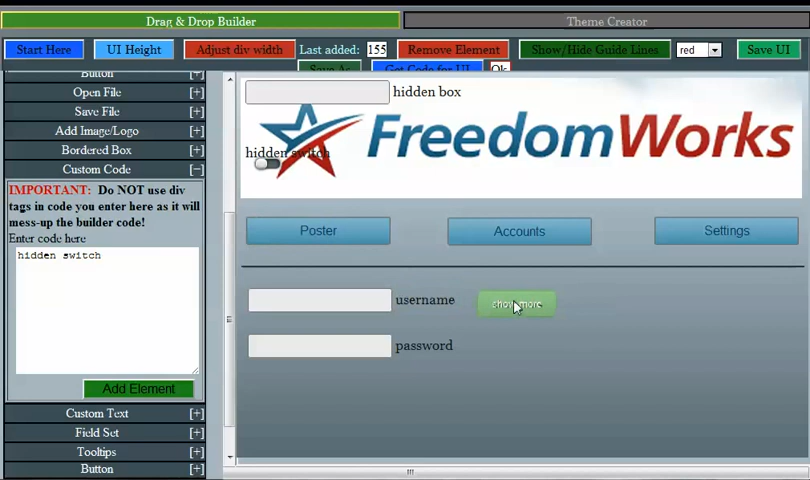 Drag & Drop Builder
Theme Creator
Start Here
UI Height
Adjust div width
Last added:
155
Remove Element
Show/Hide Guide Lines
red
Save UI
Save As
Get Code for UI
Ok
Button
[+]
Open File
[+]
Save File
[+]
Add Image/Logo
[+]
Bordered Box
[+]
Custom Code
[–]
IMPORTANT: Do NOT use div
tags in code you enter here as it will
mess-up the builder code!
Enter code here
hidden switch
Add Element
Custom Text
[+]
Field Set
[+]
Tooltips
[+]
Button
[+]
hidden box
hidden switch
FreedomWorks
Poster
Accounts
Settings
username
show more
password